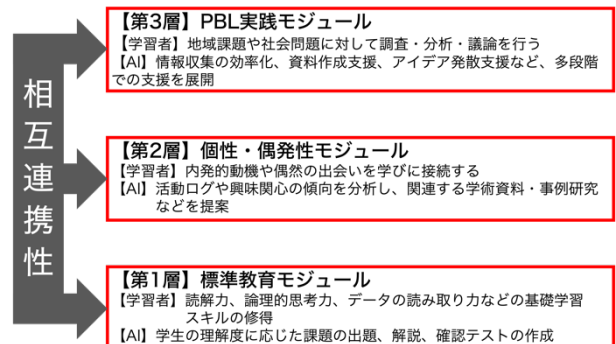 相互連携性
【第3層】PBL実践モジュール
【学習者】地域課題や社会問題に対して調査・分析・議論を行う
【AI】情報収集の効率化、資料作成支援、アイデア発散支援など、多段階
での支援を展開
【第2層】個性・偶発性モジュール
【学習者】内発的動機や偶然の出会いを学びに接続する
【AI】活動ログや興味関心の傾向を分析し、関連する学術資料・事例研究
などを提案
【第1層】標準教育モジュール
【学習者】読解力、論理的思考力、データの読み取り力などの基礎学習
スキルの修得
【AI】学生の理解度に応じた課題の出題、解説、確認テストの作成